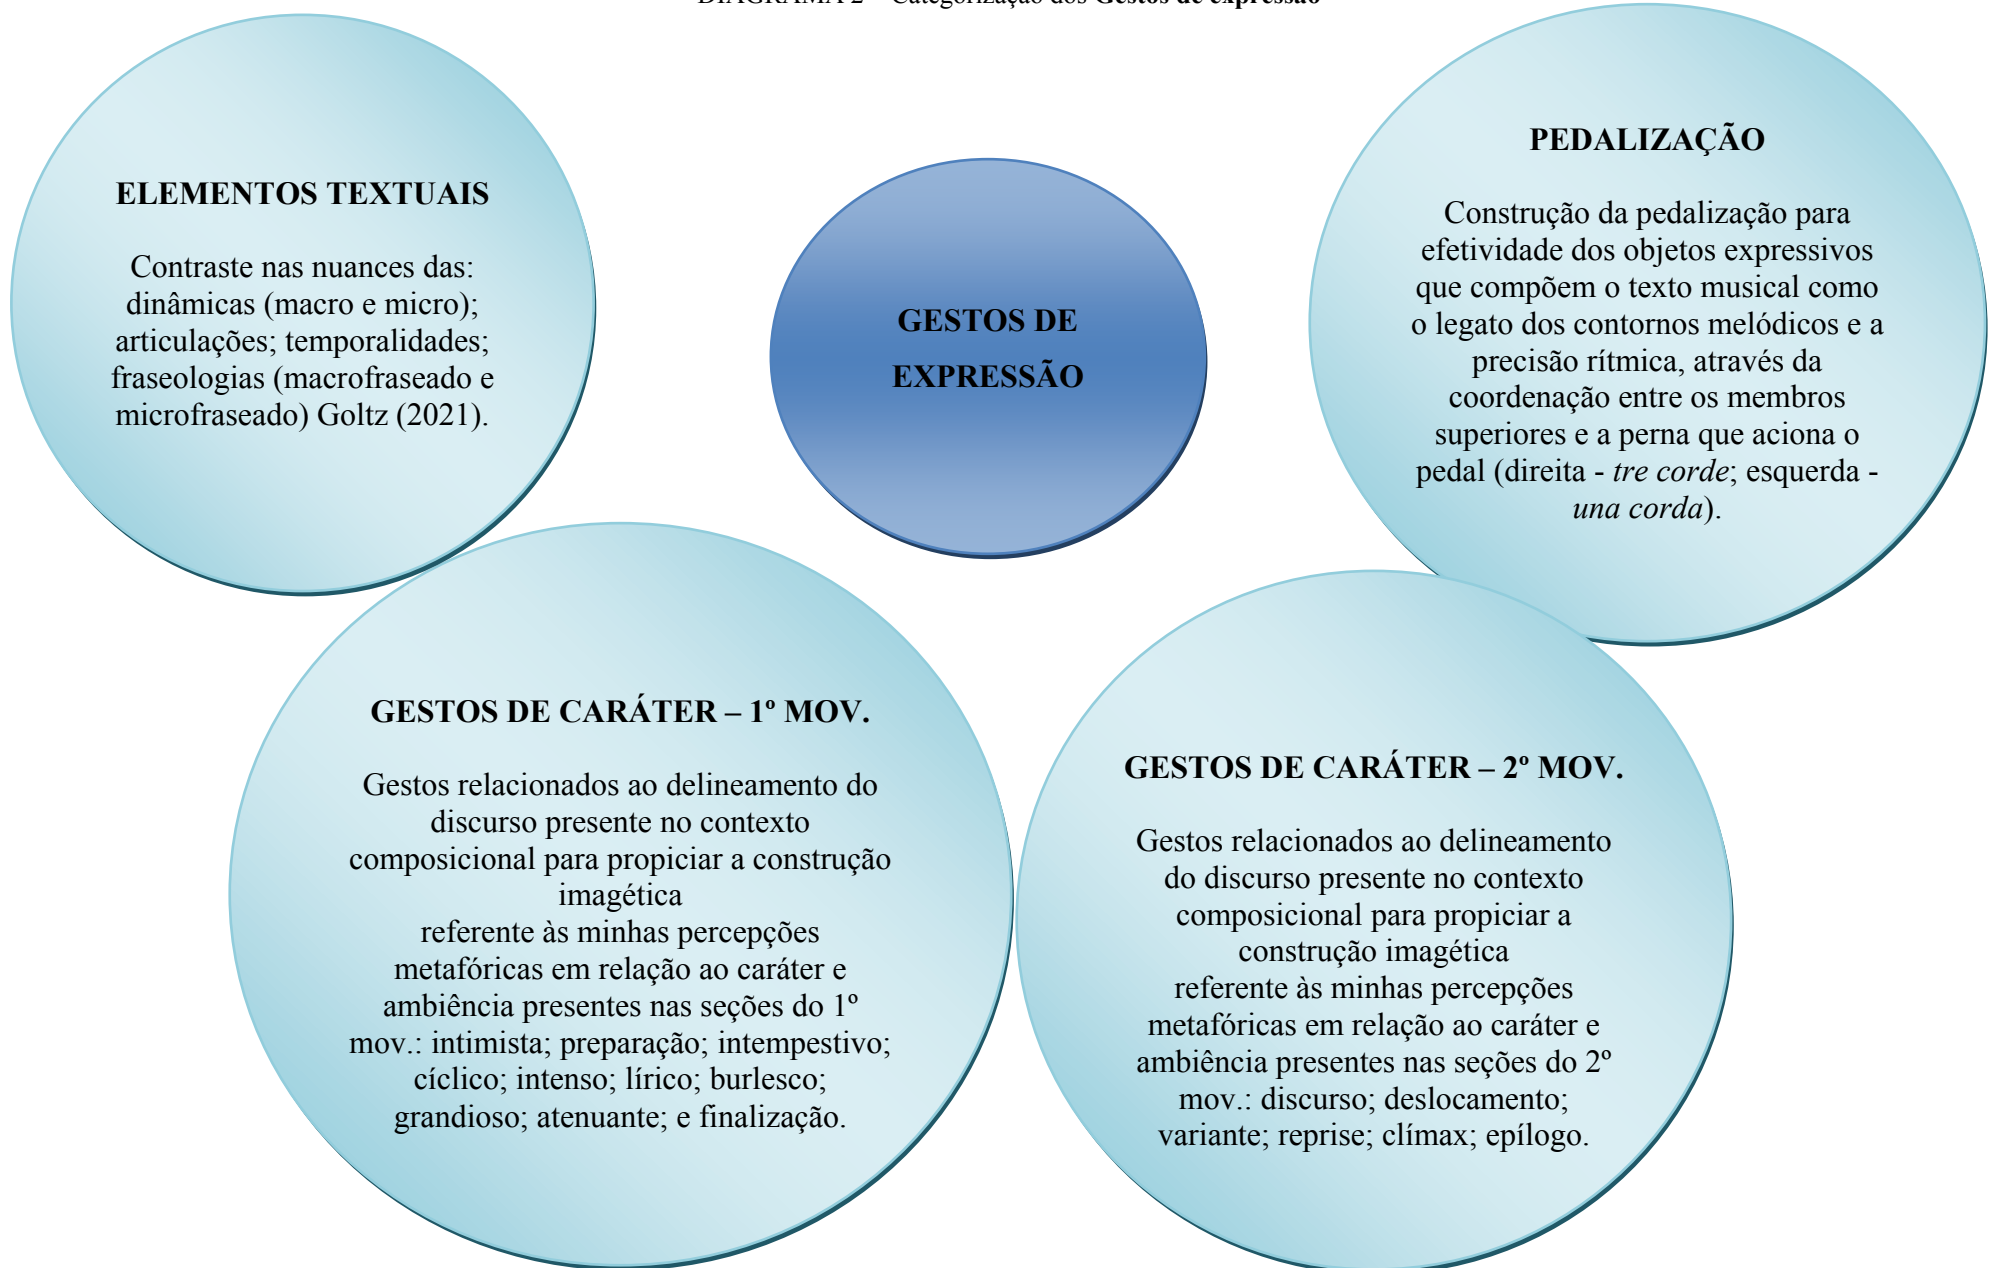 DIAGRAMA 2 – Categorização dos Gestos de expressão
ELEMENTOS TEXTUAIS
Contraste nas nuances das:
dinâmicas (macro e micro);
articulações; temporalidades;
fraseologias (macrofraseado e
microfraseado) Goltz (2021).
GESTOS DE
EXPRESSÃO
PEDALIZAÇÃO
Construção da pedalização para
efetividade dos objetos expressivos
que compõem o texto musical como
o legato dos contornos melódicos e a
precisão rítmica, através da
coordenação entre os membros
superiores e a perna que aciona o
pedal (direita - tre corde; esquerda -
una corda).
GESTOS DE CARÁTER – 1º MOV.
Gestos relacionados ao delineamento do
discurso presente no contexto
composicional para propiciar a construção
imagética
referente às minhas percepções
metafóricas em relação ao caráter e
ambiência presentes nas seções do 1º
mov.: intimista; preparação; intempestivo;
cíclico; intenso; lírico; burlesco;
grandioso; atenuante; e finalização.
GESTOS DE CARÁTER – 2º MOV.
Gestos relacionados ao delineamento
do discurso presente no contexto
composicional para propiciar a
construção imagética
referente às minhas percepções
metafóricas em relação ao caráter e
ambiência presentes nas seções do 2º
mov.: discurso; deslocamento;
variante; reprise; clímax; epílogo.